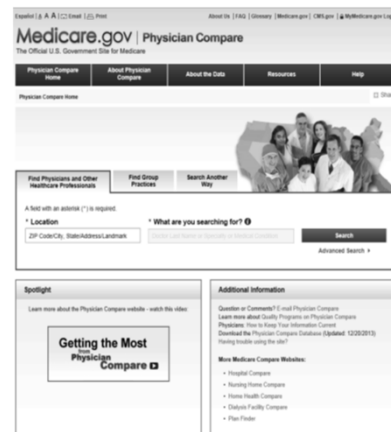 Español | A A A | Email | Print
About Us | FAQ | Glossary | Medicare.gov | CMS.gov | MyMedicare.gov Log
Medicare.gov | Physician Compare
The Official U.S. Government Site for Medicare
Physician Compare Home
About Physician Compare
About the Data
Resources
Help
Physician Compare Home
Sha
Find Physicians and Other Healthcare Professionals
Find Group Practices
Search Another Way
A field with an asterisk (*) is required.
* Location
* What are you searching for?
ZIP Code/City, State/Address/Landmark
Search
Advanced Search
Spotlight
Learn more about the Physician Compare website - watch this video:
Getting the Most
from
Physician
Compare
Additional Information
Question or Comments? E-mail Physician Compare
Learn more about Quality Programs on Physician Compare
Physicians: How to Keep Your Information Current
Download the Physician Compare Database (Updated: 12/20/2013)
Having trouble using the site?
More Medicare Compare Websites:
• Hospital Compare
• Nursing Home Compare
• Home Health Compare
• Dialysis Facility Compare
• Plan Finder